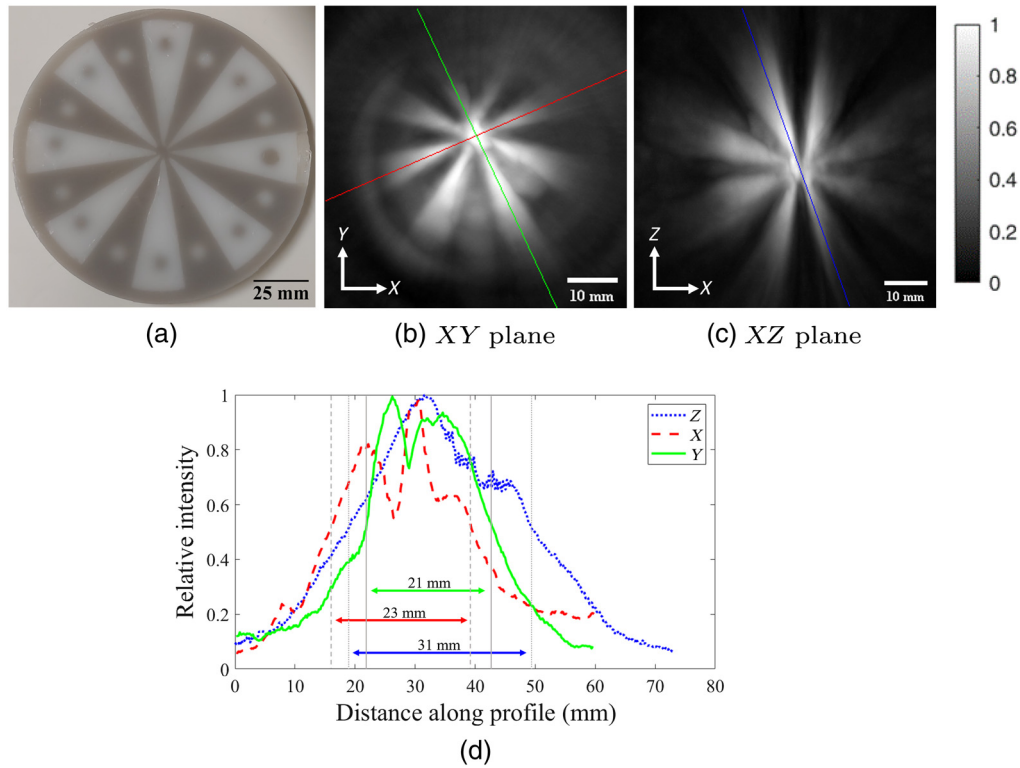 25 mm
Y
X
10 mm
Z
X
10 mm
1
0.8
0.6
0.4
0.2
0
(a)
(b) XY plane
(c) XZ plane
1
0.8
0.6
0.4
0.2
0
Relative intensity
Z
X
Y
21 mm
23 mm
31 mm
0 10 20 30 40 50 60 70 80
Distance along profile (mm)
(d)